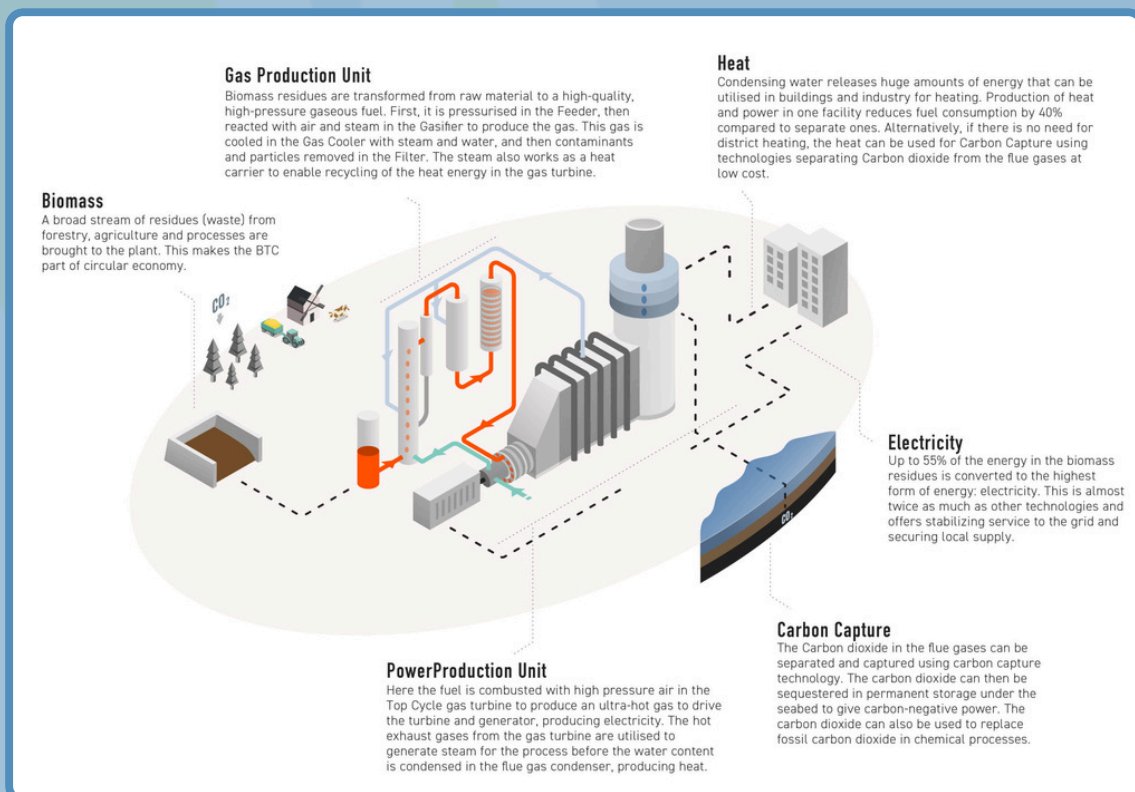 Gas Production Unit
Biomass residues are transformed from raw material to a high-quality,
high-pressure gaseous fuel. First, it is pressurised in the Feeder, then
reacted with air and steam in the Gasifier to produce the gas. This gas is
cooled in the Gas Cooler with steam and water, and then contaminants
and particles removed in the Filter. The steam also works as a heat
carrier to enable recycling of the heat energy in the gas turbine.
Heat
Condensing water releases huge amounts of energy that can be
utilised in buildings and industry for heating. Production of heat
and power in one facility reduces fuel consumption by 40%
compared to separate ones. Alternatively, if there is no need for
district heating, the heat can be used for Carbon Capture using
technologies separating Carbon dioxide from the flue gases at
low cost.
Biomass
A broad stream of residues (waste) from
forestry, agriculture and processes are
brought to the plant. This makes the BTC
part of circular economy.
CO₂
Electricity
Up to 55% of the energy in the biomass
residues is converted to the highest
form of energy: electricity. This is almost
twice as much as other technologies and
offers stabilizing service to the grid and
securing local supply.
CO₂
Carbon Capture
The Carbon dioxide in the flue gases can be
separated and captured using carbon capture
technology. The carbon dioxide can then be
sequestered in permanent storage under the
seabed to give carbon-negative power. The
carbon dioxide can also be used to replace
fossil carbon dioxide in chemical processes.
PowerProduction Unit
Here the fuel is combusted with high pressure air in the
Top Cycle gas turbine to produce an ultra-hot gas to drive
the turbine and generator, producing electricity. The hot
exhaust gases from the gas turbine are utilised to
generate steam for the process before the water content
is condensed in the flue gas condenser, producing heat.